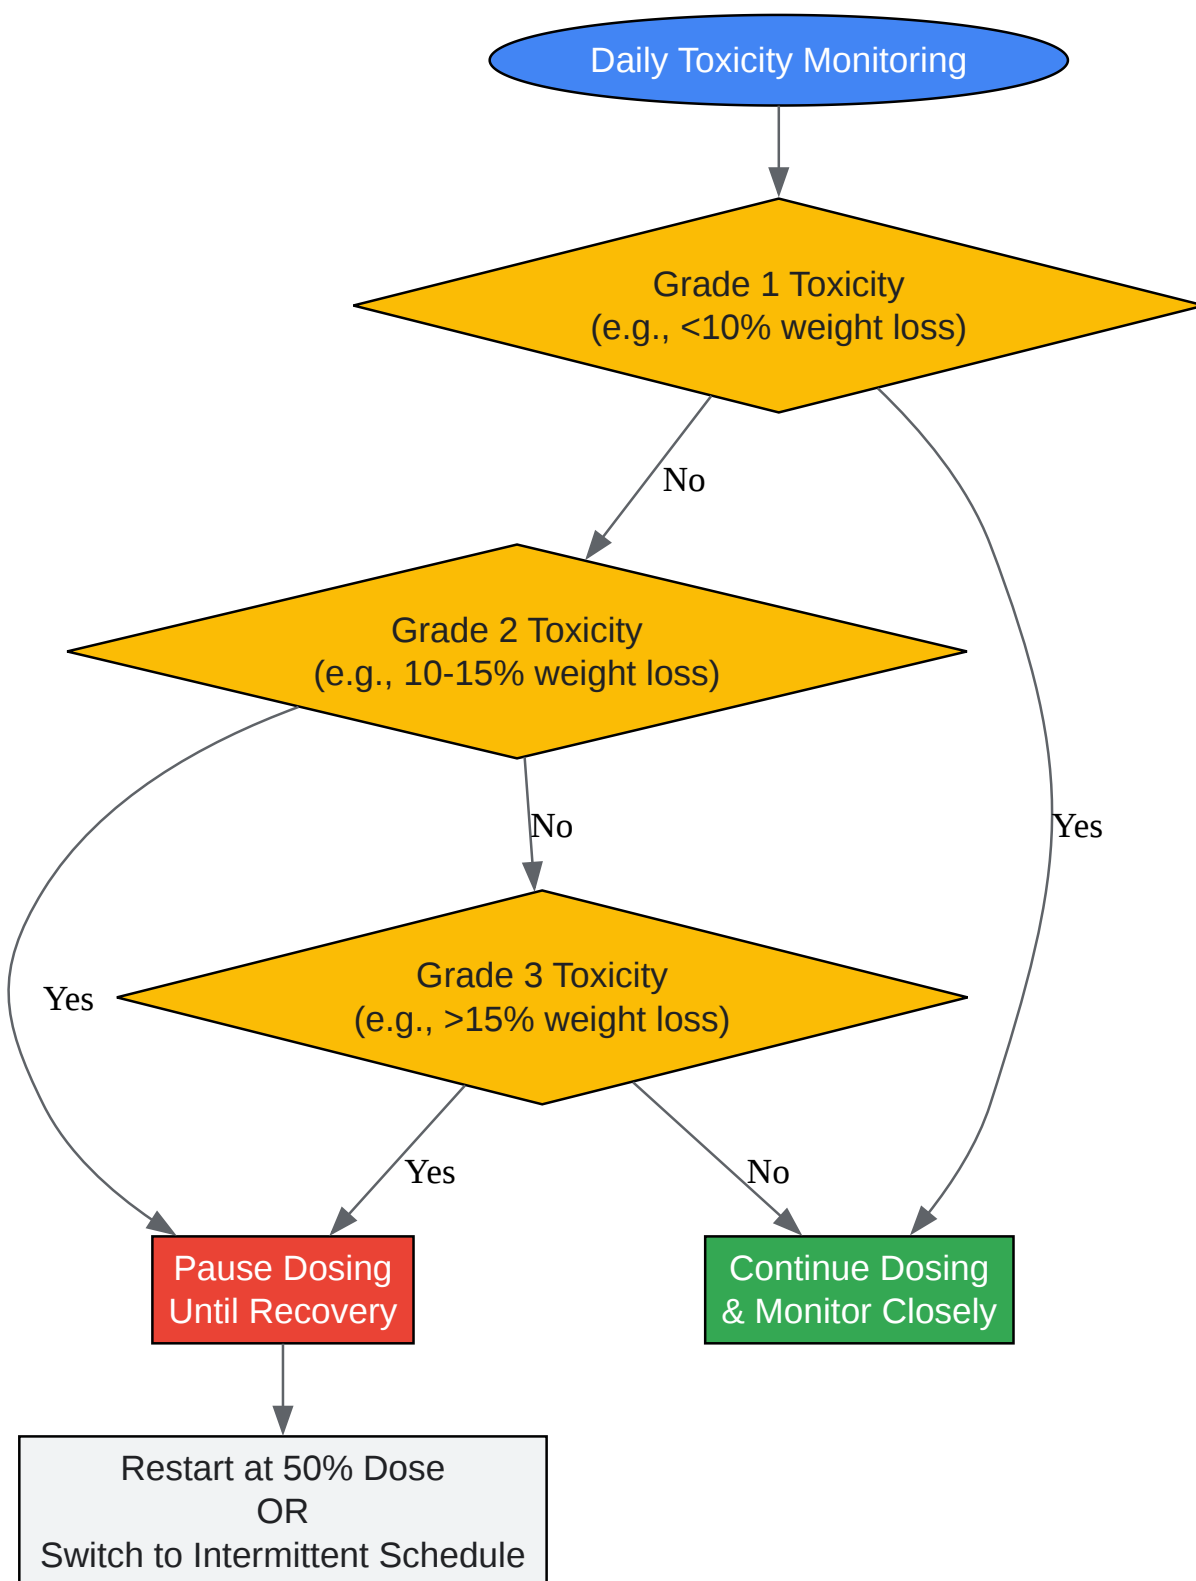 Daily Toxicity Monitoring
Grade 1 Toxicity
(e.g., <10% weight loss)
No
Grade 2 Toxicity
(e.g., 10-15% weight loss)
No
Yes
Grade 3 Toxicity
(e.g., >15% weight loss)
Yes
Yes
No
Pause Dosing
Until Recovery
Continue Dosing
& Monitor Closely
Restart at 50% Dose
OR
Switch to Intermittent Schedule